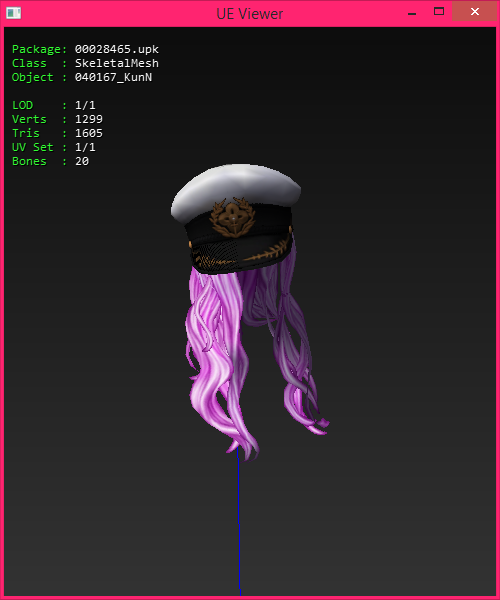 UE Viewer
Package: 00028465.upk
Class : SkeletalMesh
Object : 040167_KunN
LOD : 1/1
Verts : 1299
Tris : 1605
UV Set : 1/1
Bones : 20